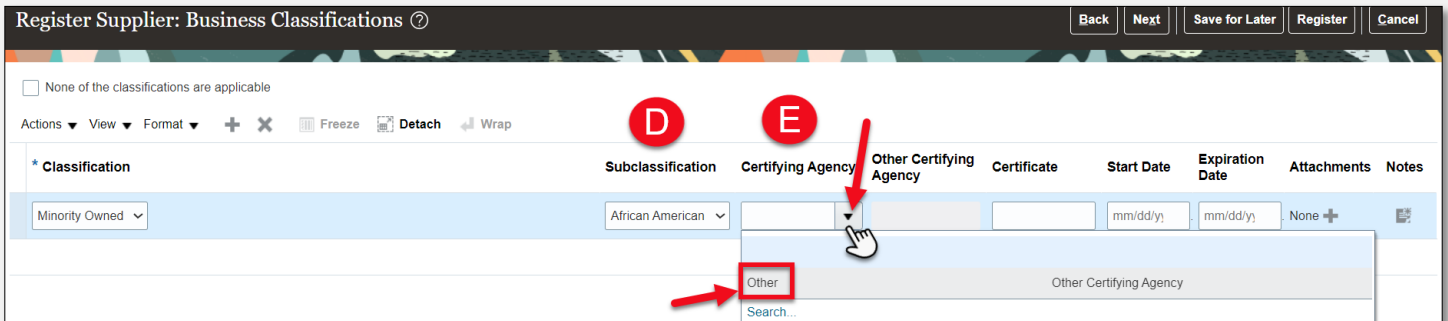 Register Supplier: Business Classifications ?
Back Next Save for Later Register Cancel
None of the classifications are applicable
Actions View Format Freeze Detach Wrap
D E
* Classification Subclassification Certifying Agency Other Certifying Agency Certificate Start Date Expiration Date Attachments Notes
Minority Owned African American mm/dd/yy mm/dd/yy None
Other Other Certifying Agency
Search...